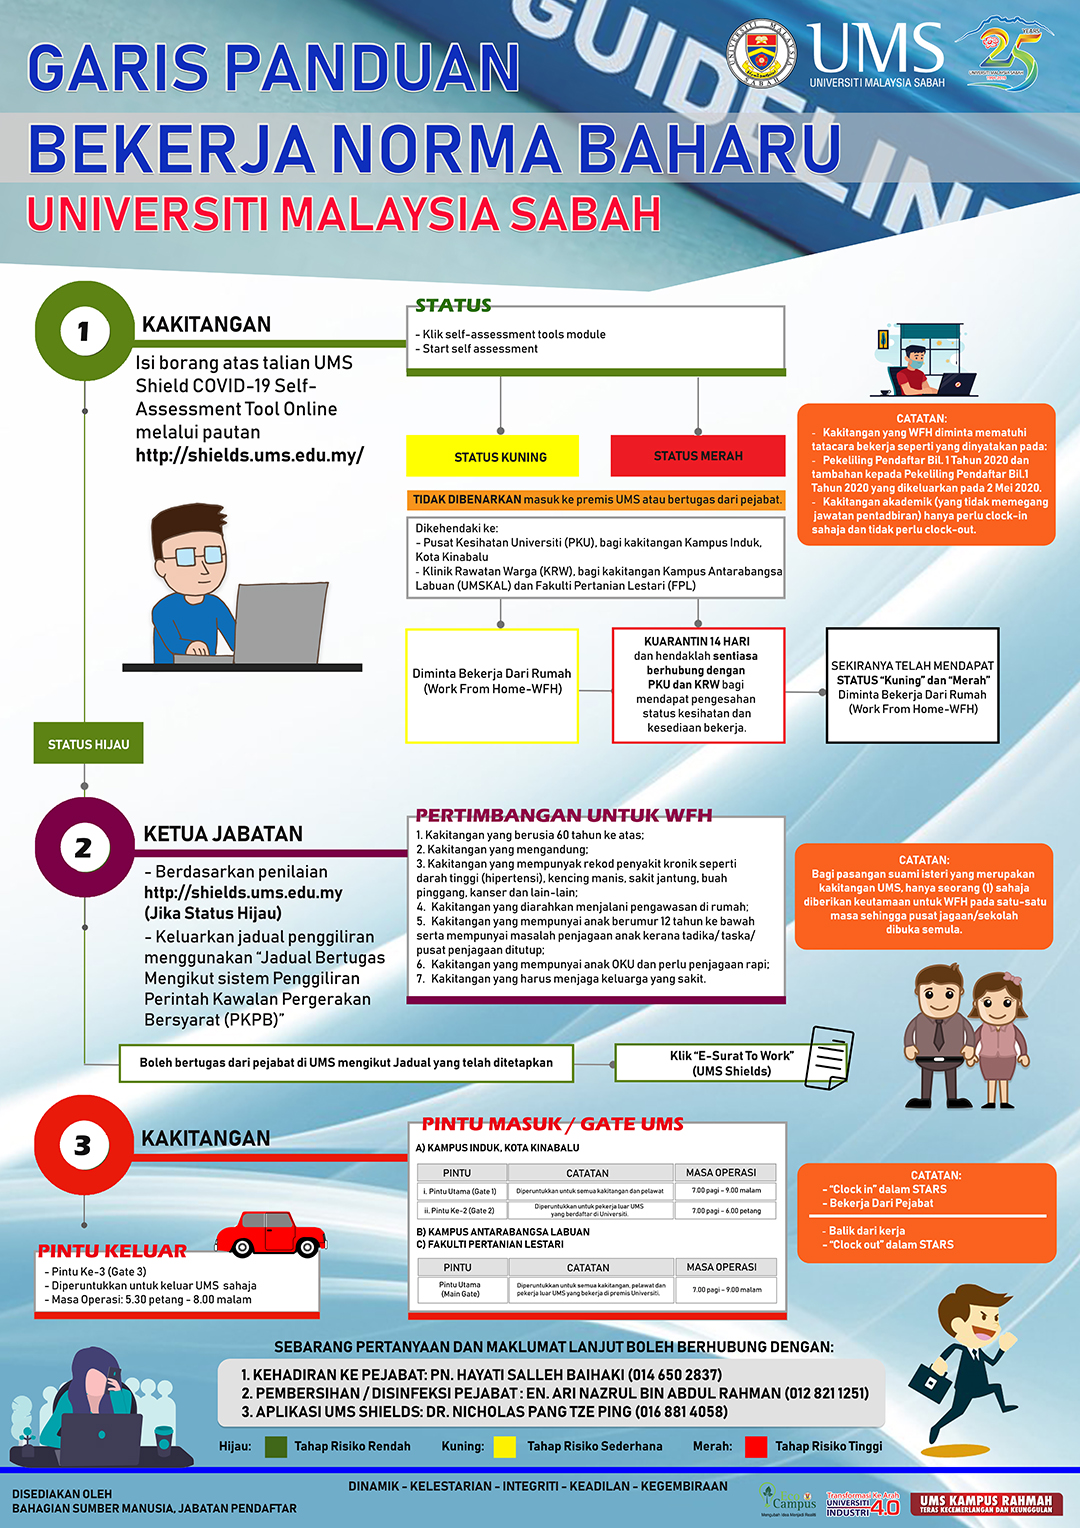 GARIS PANDUAN
BEKERJA NORMA BAHARU
UNIVERSITI MALAYSIA SABAH
GUIDELINE
UNIVERSITI MALAYSIA
SABAH
UMS
UNIVERSITI MALAYSIA SABAH
25
YEARS
UNIVERSITI MALAYSIA SABAH
1
KAKITANGAN
Isi borang atas talian UMS
Shield COVID-19 Self-
Assessment Tool Online
melalui pautan
http://shields.ums.edu.my/
STATUS
- Klik self-assessment tools module
- Start self assessment
STATUS KUNING
STATUS MERAH
TIDAK DIBENARKAN masuk ke premis UMS atau bertugas dari pejabat.
Dikehendaki ke:
- Pusat Kesihatan Universiti (PKU), bagi kakitangan Kampus Induk,
Kota Kinabalu
- Klinik Rawatan Warga (KRW), bagi kakitangan Kampus Antarabangsa
Labuan (UMSKAL) dan Fakulti Pertanian Lestari (FPL)
Diminta Bekerja Dari Rumah
(Work From Home-WFH)
KUARANTIN 14 HARI
dan hendaklah sentiasa
berhubung dengan
PKU dan KRW bagi
mendapat pengesahan
status kesihatan dan
kesediaan bekerja.
SEKIRANYA TELAH MENDAPAT
STATUS “Kuning” dan “Merah”
Diminta Bekerja Dari Rumah
(Work From Home-WFH)
CATATAN:
- Kakitangan yang WFH diminta mematuhi
tatacara bekerja seperti yang dinyatakan pada:
- Pekeliling Pendaftar Bil. 1 Tahun 2020 dan
tambahan kepada Pekeliling Pendaftar Bil.1
Tahun 2020 yang dikeluarkan pada 2 Mei 2020.
- Kakitangan akademik (yang tidak memegang
jawatan pentadbiran) hanya perlu clock-in
sahaja dan tidak perlu clock-out.
STATUS HIJAU
2
KETUA JABATAN
- Berdasarkan penilaian
http://shields.ums.edu.my
(Jika Status Hijau)
- Keluarkan jadual penggiliran
menggunakan “Jadual Bertugas
Mengikut sistem Penggiliran
Perintah Kawalan Pergerakan
Bersyarat (PKPB)”
PERTIMBANGAN UNTUK WFH
1. Kakitangan yang berusia 60 tahun ke atas;
2. Kakitangan yang mengandung;
3. Kakitangan yang mempunyak rekod penyakit kronik seperti
darah tinggi (hipertensi), kencing manis, sakit jantung, buah
pinggang, kanser dan lain-lain;
4. Kakitangan yang diarahkan menjalani pengawasan di rumah;
5. Kakitangan yang mempunyai anak berumur 12 tahun ke bawah
serta mempunyai masalah penjagaan anak kerana tadika/ taska/
pusat penjagaan ditutup;
6. Kakitangan yang mempunyai anak OKU dan perlu penjagaan rapi;
7. Kakitangan yang harus menjaga keluarga yang sakit.
CATATAN:
Bagi pasangan suami isteri yang merupakan
kakitangan UMS, hanya seorang (1) sahaja
diberikan keutamaan untuk WFH pada satu-satu
masa sehingga pusat jagaan/sekolah
dibuka semula.
Boleh bertugas dari pejabat di UMS mengikut Jadual yang telah ditetapkan
Klik “E-Surat To Work”
(UMS Shields)
3
KAKITANGAN
PINTU MASUK / GATE UMS
A) KAMPUS INDUK, KOTA KINABALU
PINTU CATATAN MASA OPERASI
i. Pintu Utama (Gate 1) Diperuntukkan untuk semua kakitangan dan pelawat 7.00 pagi - 9.00 malam
ii. Pintu Ke-2 (Gate 2) Diperuntukkan untuk pekerja luar UMS yang berdaftar di Universiti. 7.00 pagi - 6.00 petang
B) KAMPUS ANTARABANGSA LABUAN
C) FAKULTI PERTANIAN LESTARI
PINTU CATATAN MASA OPERASI
Pintu Utama (Main Gate) Diperuntukkan untuk semua kakitangan, pelawat dan pekerja luar UMS yang bekerja di premis Universiti. 7.00 pagi - 9.00 malam
CATATAN:
- “Clock in” dalam STARS
- Bekerja Dari Pejabat
- Balik dari kerja
- “Clock out” dalam STARS
PINTU KELUAR
- Pintu Ke-3 (Gate 3)
- Diperuntukkan untuk keluar UMS sahaja
- Masa Operasi: 5.30 petang - 8.00 malam
SEBARANG PERTANYAAN DAN MAKLUMAT LANJUT BOLEH BERHUBUNG DENGAN:
1. KEHADIRAN KE PEJABAT: PN. HAYATI SALLEH BAIHAKI (014 650 2837)
2. PEMBERSIHAN / DISINFEKSI PEJABAT : EN. ARI NAZRUL BIN ABDUL RAHMAN (012 821 1251)
3. APLIKASI UMS SHIELDS: DR. NICHOLAS PANG TZE PING (016 881 4058)
Hijau: Tahap Risiko Rendah Kuning: Tahap Risiko Sederhana Merah: Tahap Risiko Tinggi
DISEDIAKAN OLEH
BAHAGIAN SUMBER MANUSIA, JABATAN PENDAFTAR
DINAMIK - KELESTARIAN - INTEGRITI - KEADILAN - KEGEMBIRAAN
Campus
Transformasi Ke Arah
UNIVERSITI
INDUSTRI 4.0
UMS KAMPUS RAHMAH
TERAS KECEMERLANGAN DAN KEUNGGULAN